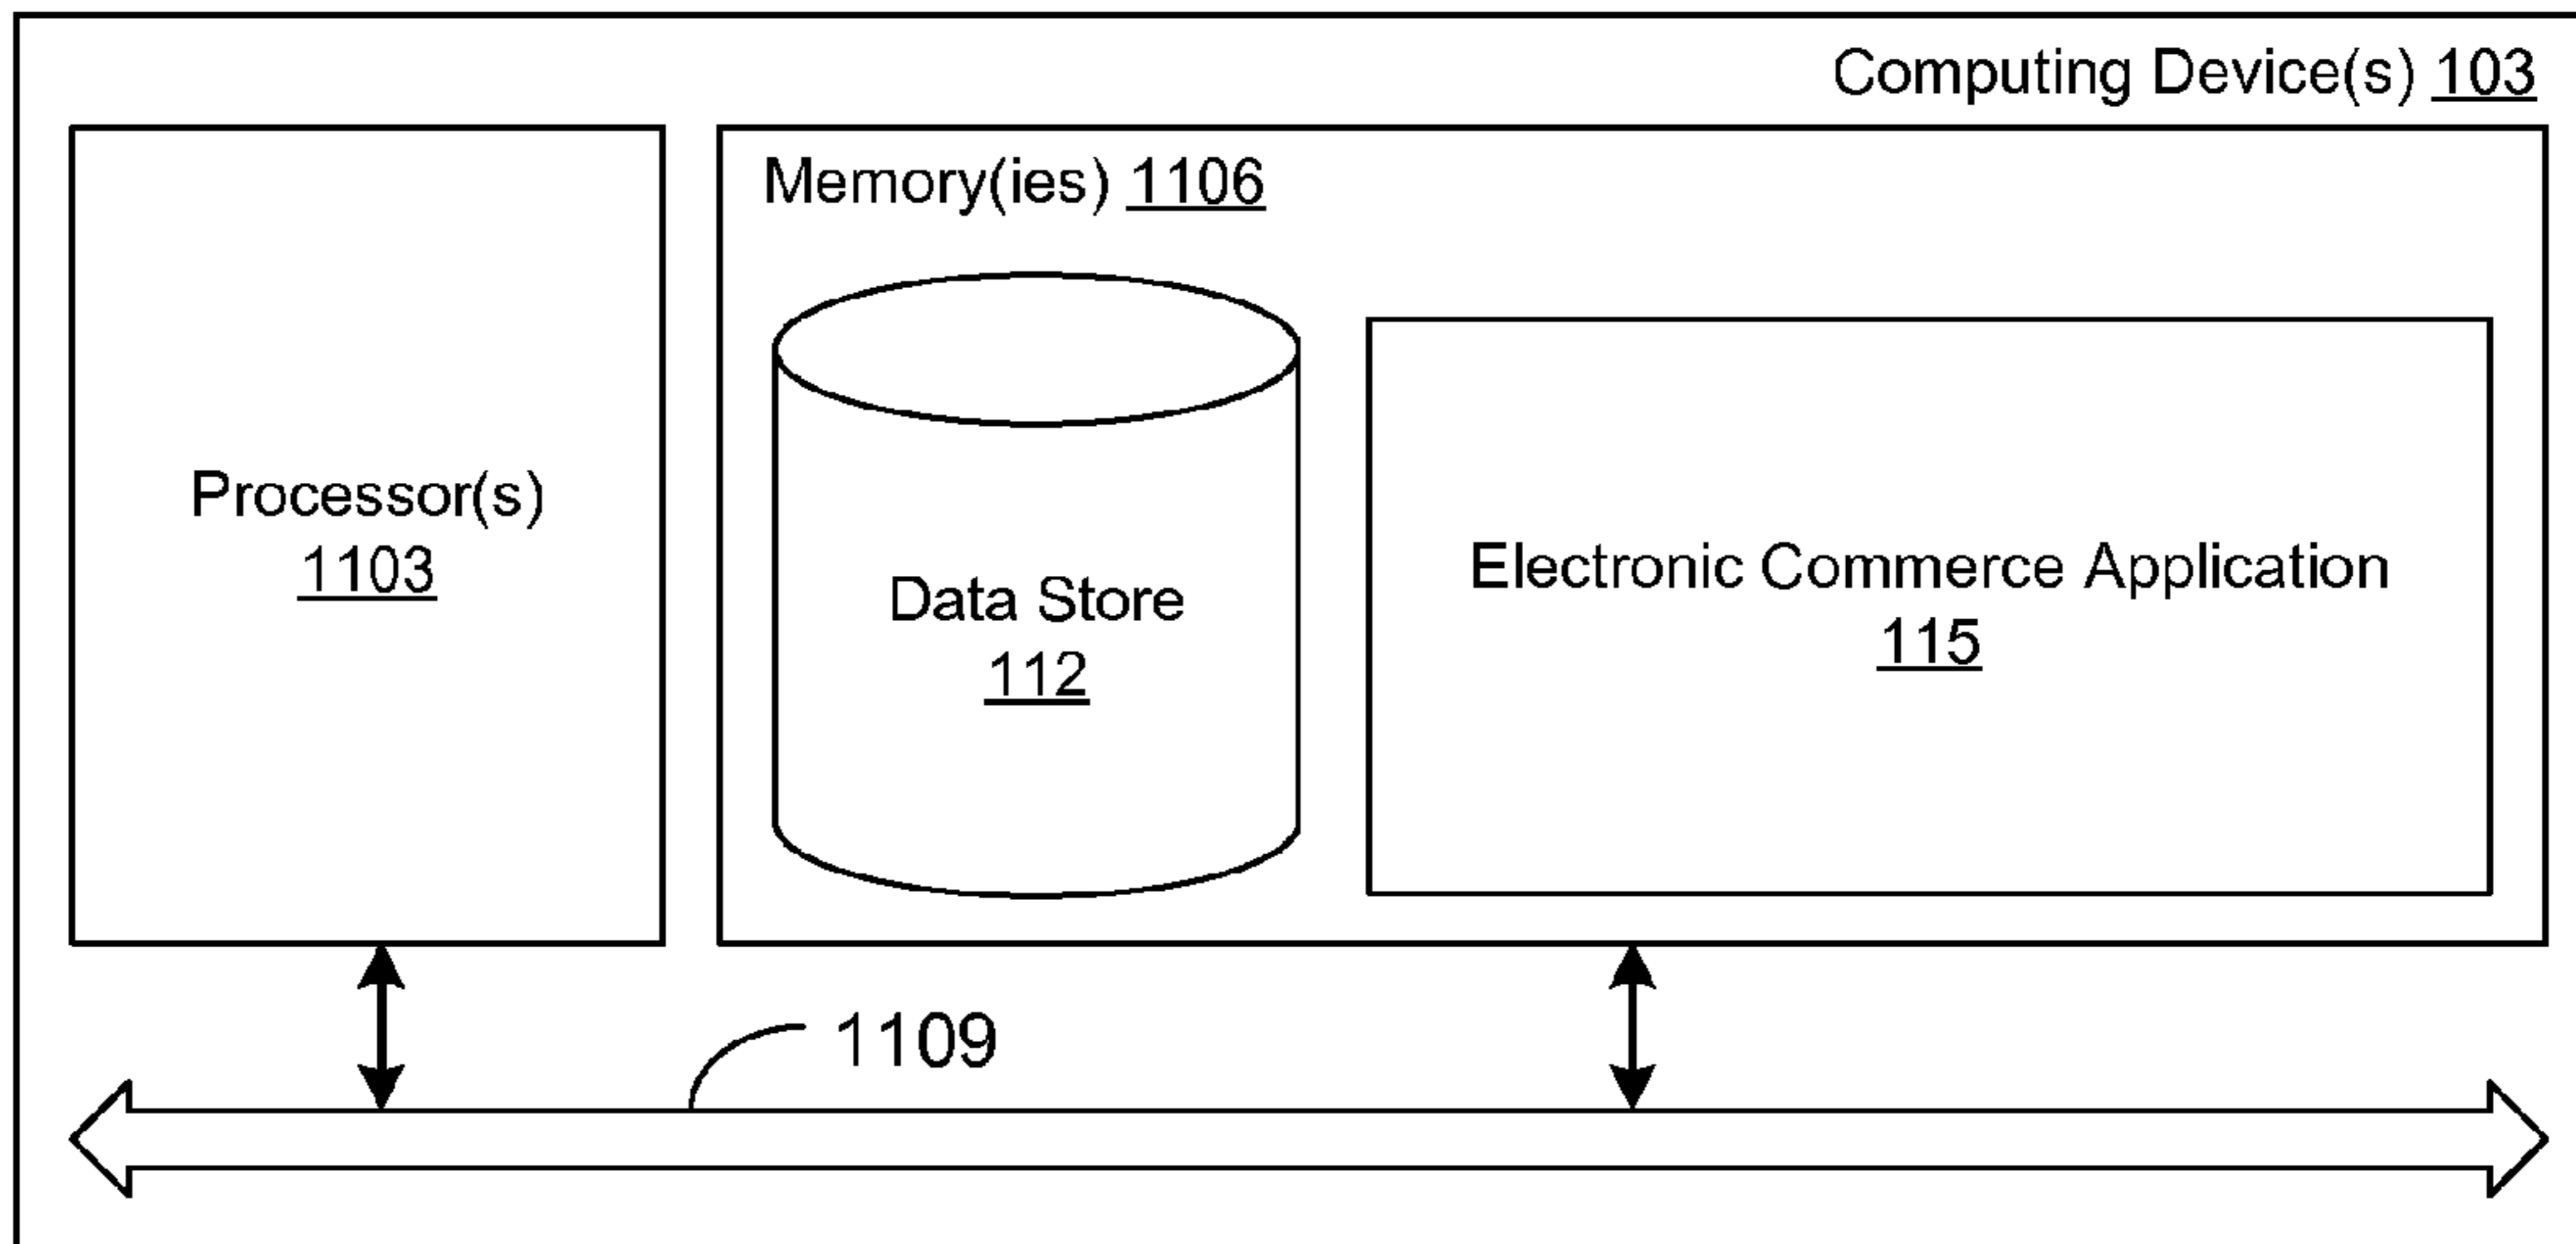 Computing Device(s) 103
Memory(ies) 1106
Processor(s)
1103
Data Store
112
Electronic Commerce Application
115
1109